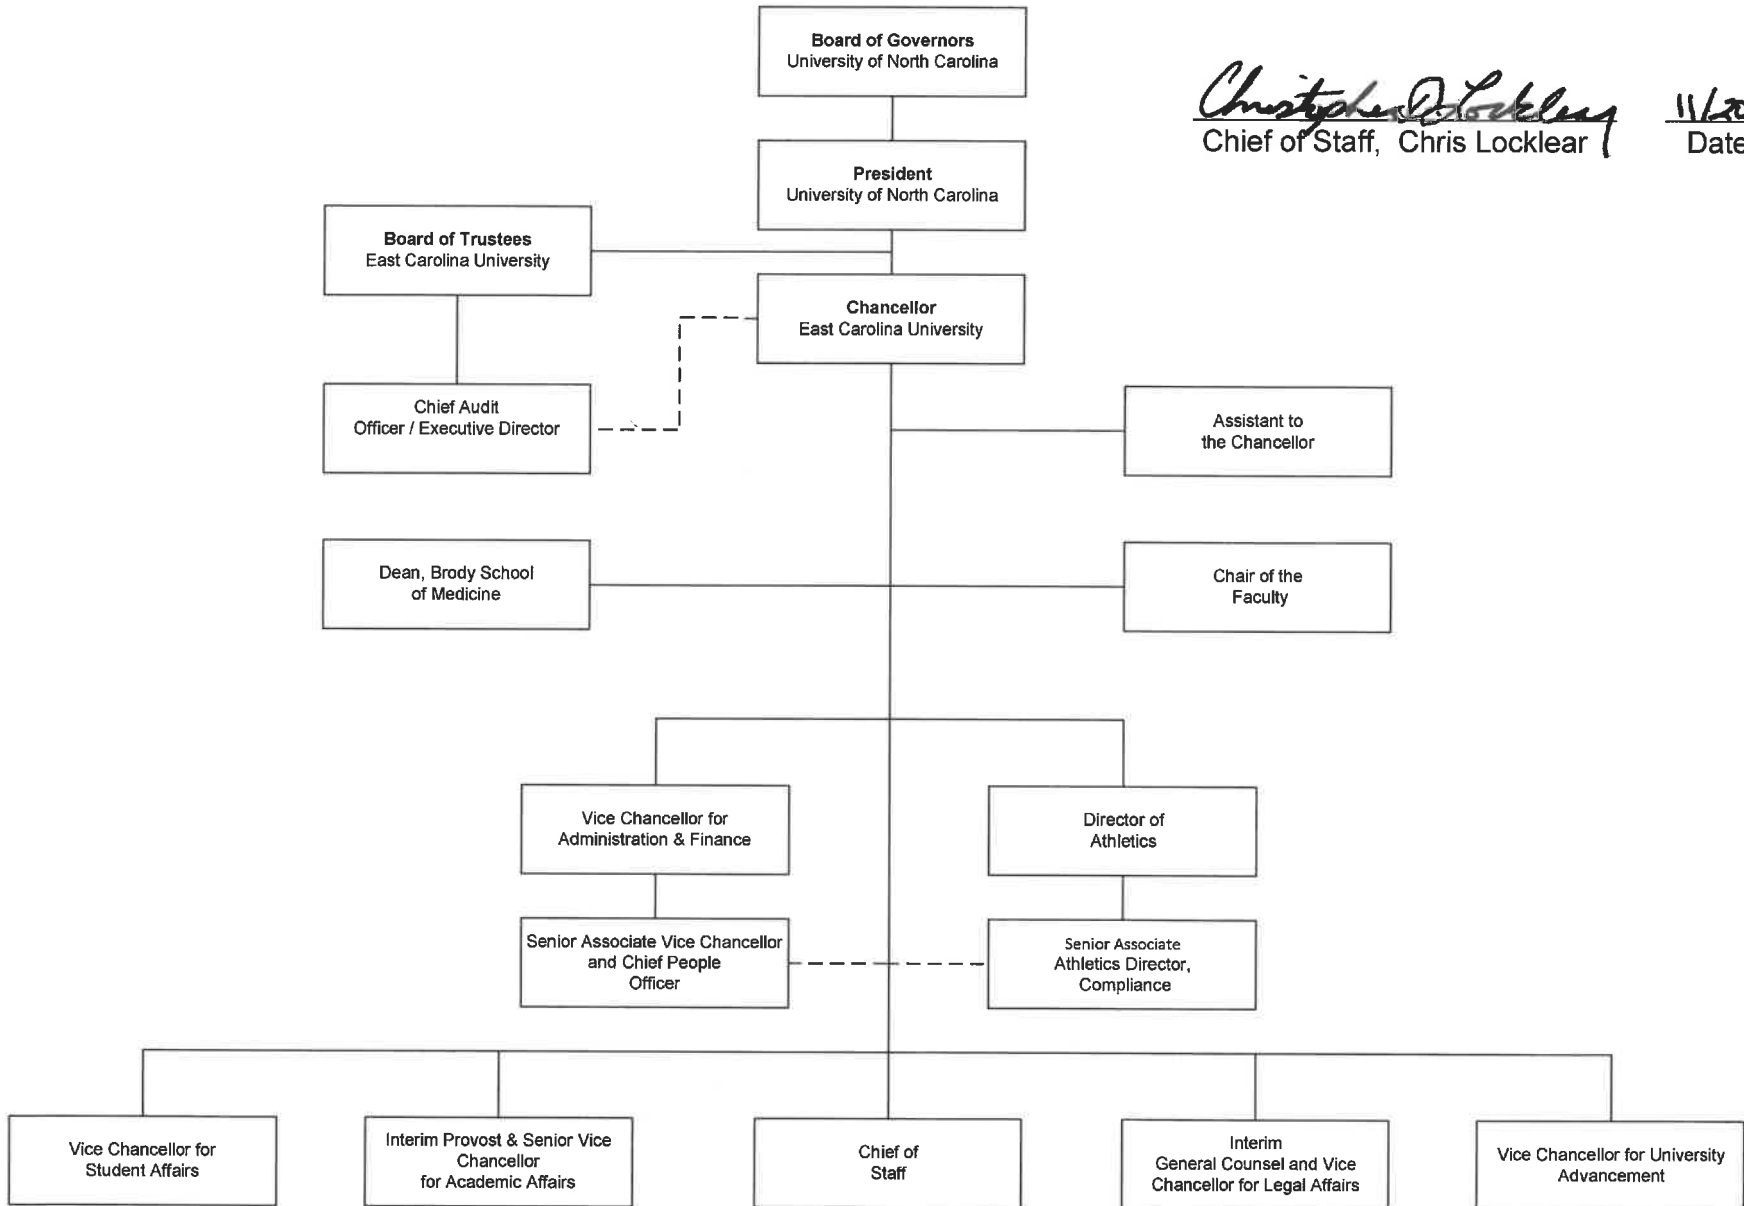 Board of Governors
University of North Carolina
Christopher D. Locklear
11/20
Chief of Staff, Chris Locklear
Date
President
University of North Carolina
Board of Trustees
East Carolina University
Chancellor
East Carolina University
Chief Audit
Officer / Executive Director
Assistant to
the Chancellor
Dean, Brody School
of Medicine
Chair of the
Faculty
Vice Chancellor for
Administration & Finance
Director of
Athletics
Senior Associate Vice Chancellor
and Chief People
Officer
Senior Associate
Athletics Director,
Compliance
Vice Chancellor for
Student Affairs
Interim Provost & Senior Vice
Chancellor
for Academic Affairs
Chief of
Staff
Interim
General Counsel and Vice
Chancellor for Legal Affairs
Vice Chancellor for University
Advancement